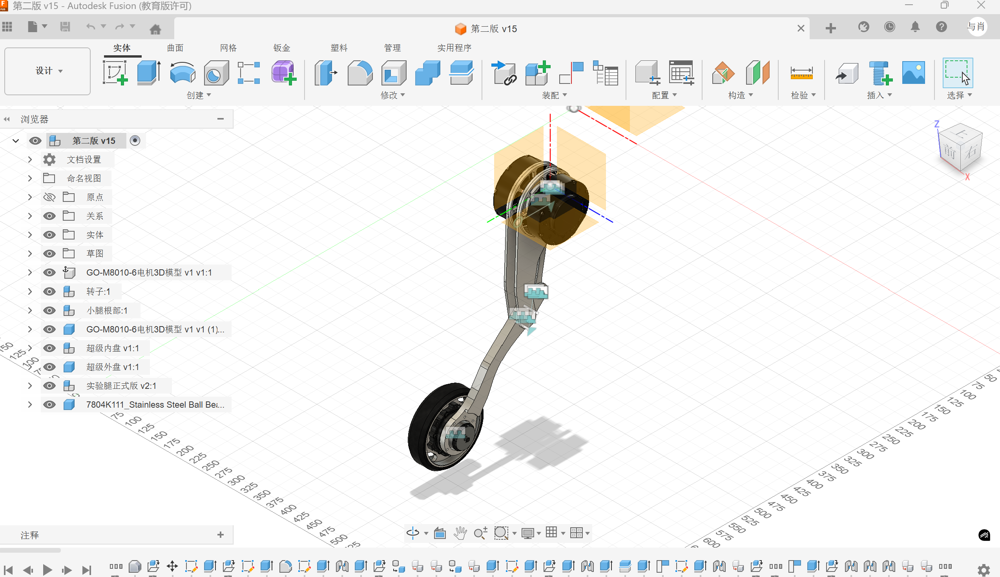 第二版 v15 - Autodesk Fusion (教育版许可)
第二版 v15
与肖
实体 曲面 网格 钣金 塑料 管理 实用程序
设计
创建 修改 装配 配置 构造 检验 插入 选择
浏览器
第二版 v15
文档设置
命名视图
原点
关系
实体
草图
GO-M8010-6电机3D模型 v1 v1:1
转子:1
小腿根部:1
GO-M8010-6电机3D模型 v1 v1 (1)...
超级内盘 v1:1
超级外盘 v1:1
实验腿正式版 v2:1
7804K111_Stainless Steel Ball Bea...
注释
Z
上
前
右
X
125
100
75
100
125
150
175
200
225
250
275
300
325
350
375
400
425
450
475
500
50
75
100
125
150
175
200
225
250
275
300
325
350
375
400
425
450
475
500
525
550
575
600